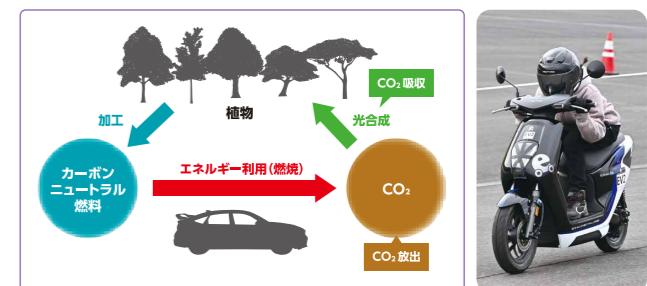 CO₂ 吸収
植物
加工
光合成
カーボン
ニュートラル
燃料
エネルギー利用（燃焼）
CO₂
CO₂ 放出
EV2